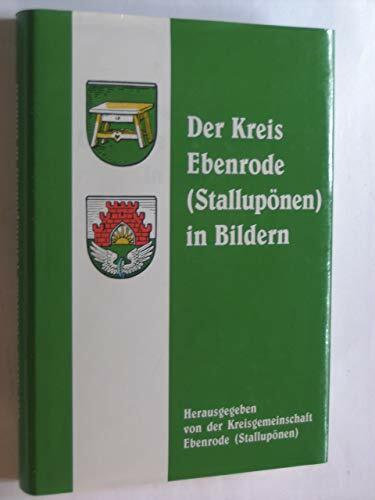 Der Kreis
Ebenrode
(Stallupönen)
in Bildern
Herausgegeben
von der Kreisgemeinschaft
Ebenrode (Stallupönen)